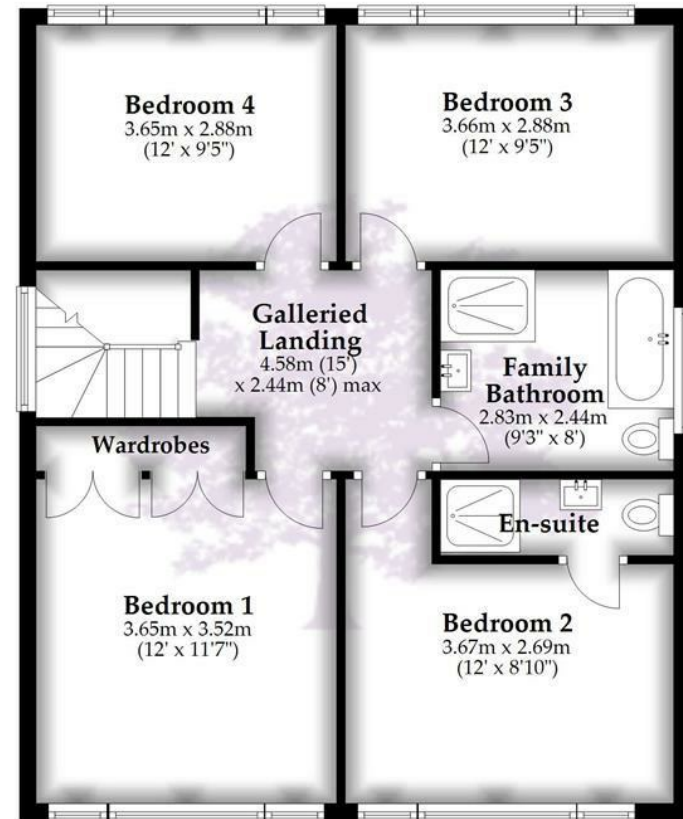 Bedroom 4
3.65m x 2.88m
(12' x 9'5")
Bedroom 3
3.66m x 2.88m
(12' x 9'5")
Galleried
Landing
4.58m (15')
x 2.44m (8') max
Family
Bathroom
2.83m x 2.44m
(9'3" x 8')
Wardrobes
En-suite
Bedroom 1
3.65m x 3.52m
(12' x 11'7")
Bedroom 2
3.67m x 2.69m
(12' x 8'10")